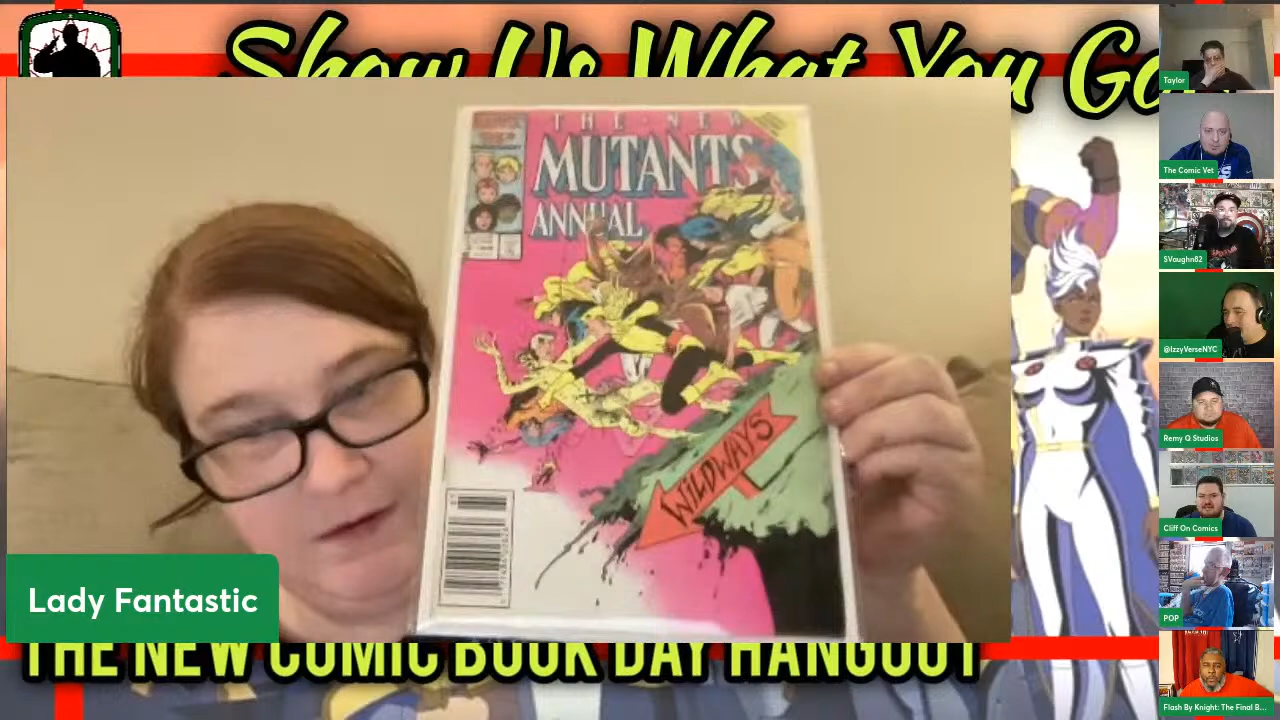 Show Us What You Go
THE NEW
MUTANTS
ANNUAL
WILDWAYS
Lady Fantastic
THE NEW COMIC BOOK DAY HANGOUT
Taylor
The Comic Vet
SVaughn82
@IzzyVerseNYC
Remy Q Studios
Cliff On Comics
POP
Flash By Knight: The Final B...